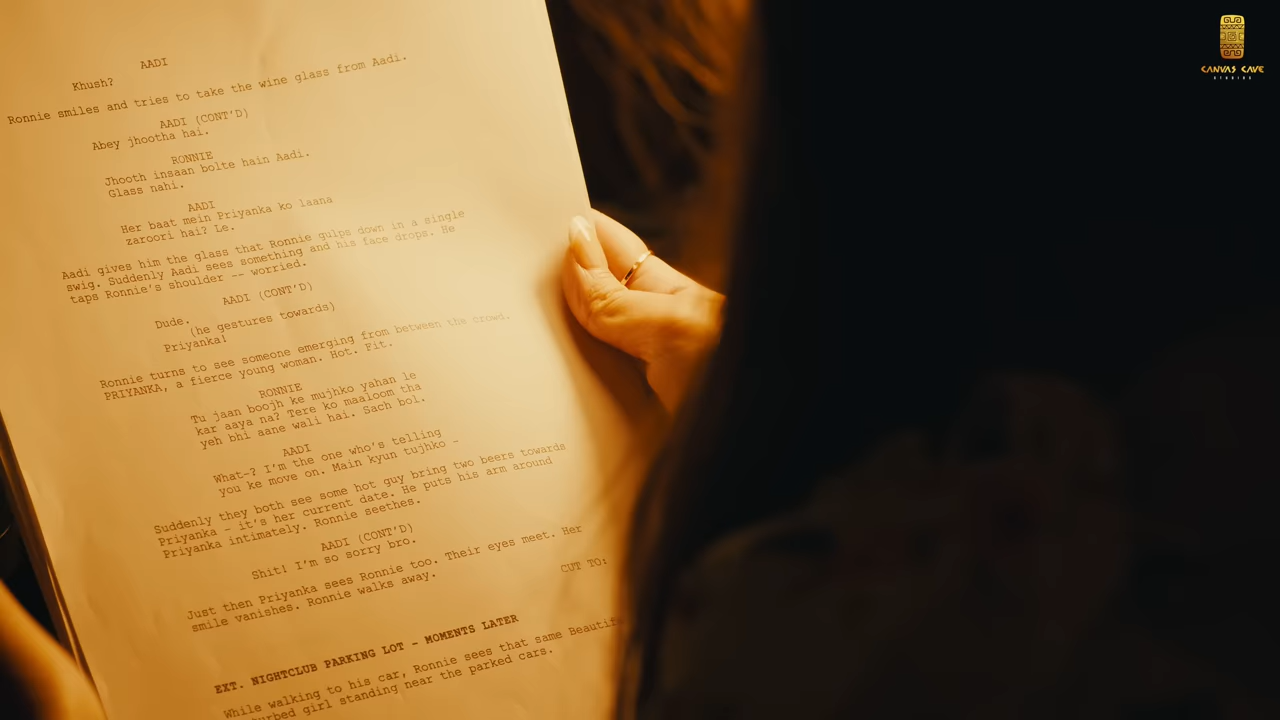 AADI
Khush?
Ronnie smiles and tries to take the wine glass from Aadi.
AADI (CONT'D)
Abey jhootha hai.
RONNIE
Jhooth insaan bolte hain Aadi.
Glass nahi.
AADI
Her baat mein Priyanka ko laana
zaroori hai? Le.
Aadi gives him the glass that Ronnie gulps down in a single
swig. Suddenly Aadi sees something and his face drops. He
taps Ronnie's shoulder -- worried.
AADI (CONT'D)
Dude.
(he gestures towards)
Priyanka!
Ronnie turns to see someone emerging from between the crowd.
PRIYANKA, a fierce young woman. Hot. Fit.
RONNIE
Tu jaan boojh ke mujhko yahan le
kar aaya na? Tere ko maaloom tha
yeh bhi aane wali hai. Sach bol.
AADI
What-? I'm the one who's telling
you ke move on. Main kyun tujhko -
Suddenly they both see some hot guy bring two beers towards
Priyanka - it's her current date. He puts his arm around
Priyanka intimately. Ronnie seethes.
AADI (CONT'D)
Shit! I'm so sorry bro.
Just then Priyanka sees Ronnie too. Their eyes meet. Her
smile vanishes. Ronnie walks away.
CUT TO:
EXT. NIGHTCLUB PARKING LOT - MOMENTS LATER
While walking to his car, Ronnie sees that same Beautif
turbed girl standing near the parked cars.
CANVAS CAVE
STUDIOS